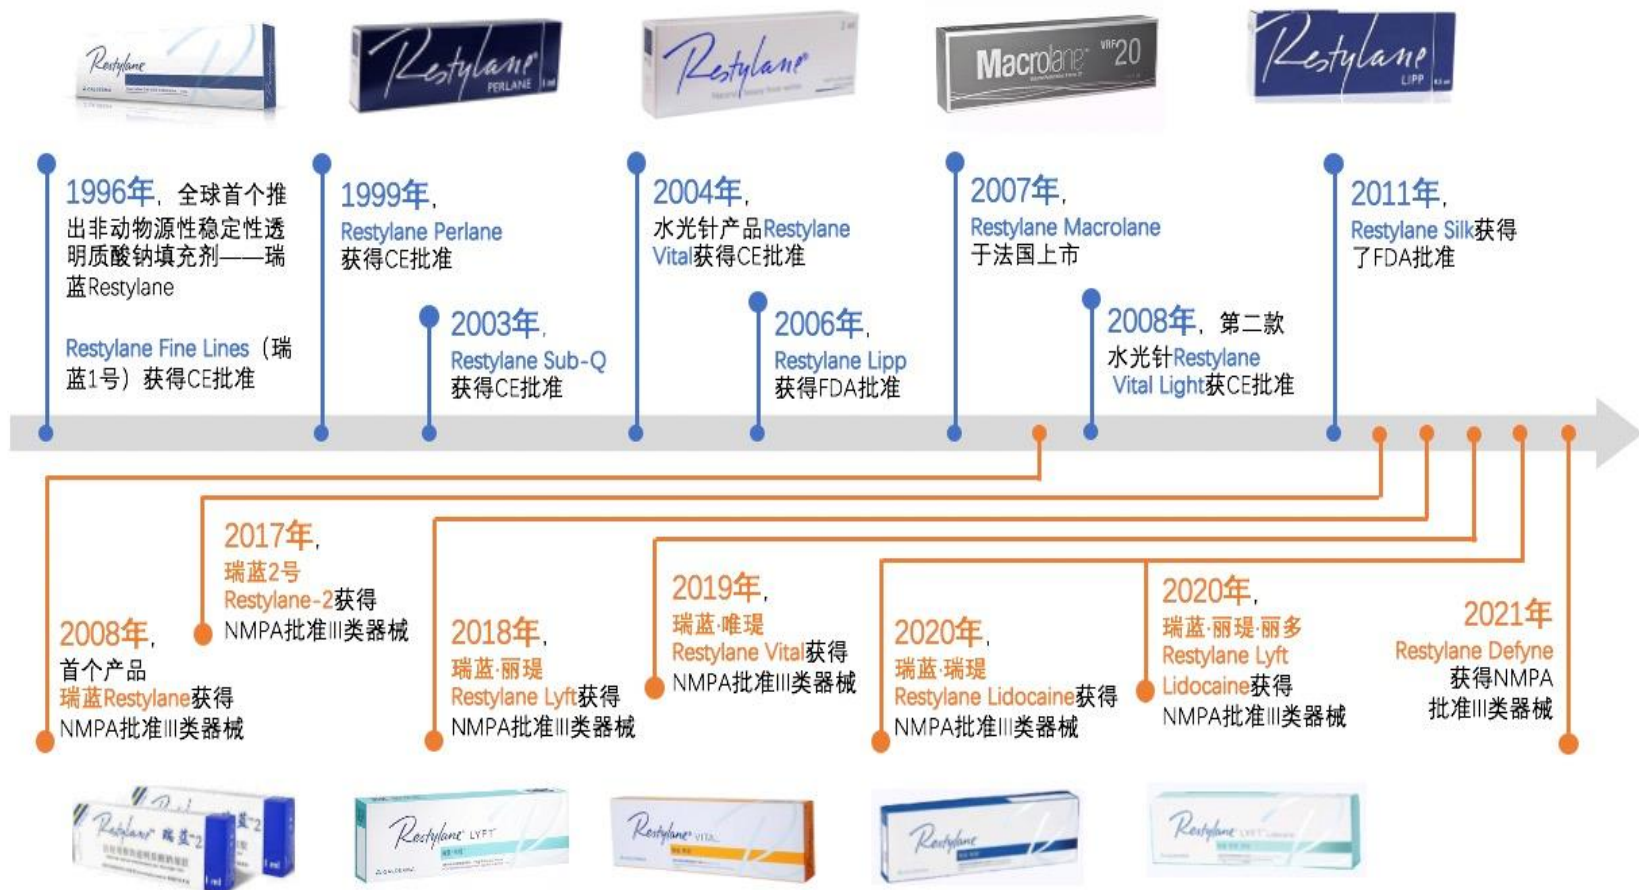 Restylane
GALDERMA
Restylane
PERLANE
1 ml
Restylane
2 ml
Macrolane
VRF 20
Restylane
LIPP
1996年，全球首个推
出非动物源性稳定性透
明质酸钠填充剂——瑞
蓝Restylane
Restylane Fine Lines（瑞
蓝1号）获得CE批准
1999年，
Restylane Perlane
获得CE批准
2003年，
Restylane Sub-Q
获得CE批准
2004年，
水光针产品Restylane
Vital获得CE批准
2006年，
Restylane Lipp
获得FDA批准
2007年，
Restylane Macrolane
于法国上市
2008年，第二款
水光针Restylane
Vital Light获CE批准
2011年，
Restylane Silk获得
了FDA批准
2008年，
首个产品
瑞蓝Restylane获得
NMPA批准III类器械
2017年，
瑞蓝2号
Restylane-2获得
NMPA批准III类器械
2018年，
瑞蓝·丽瑅
Restylane Lyft获得
NMPA批准III类器械
2019年，
瑞蓝·唯瑅
Restylane Vital获得
NMPA批准III类器械
2020年，
瑞蓝·瑞瑅
Restylane Lidocaine获得
NMPA批准III类器械
2020年，
瑞蓝·丽瑅·丽多
Restylane Lyft
Lidocaine获得
NMPA批准III类器械
2021年
Restylane Defyne
获得NMPA
批准III类器械
Restylane 瑞蓝 2
1 ml
Restylane LYFT
GALDERMA
Restylane VITAL
GALDERMA
Restylane
Restylane LYFT